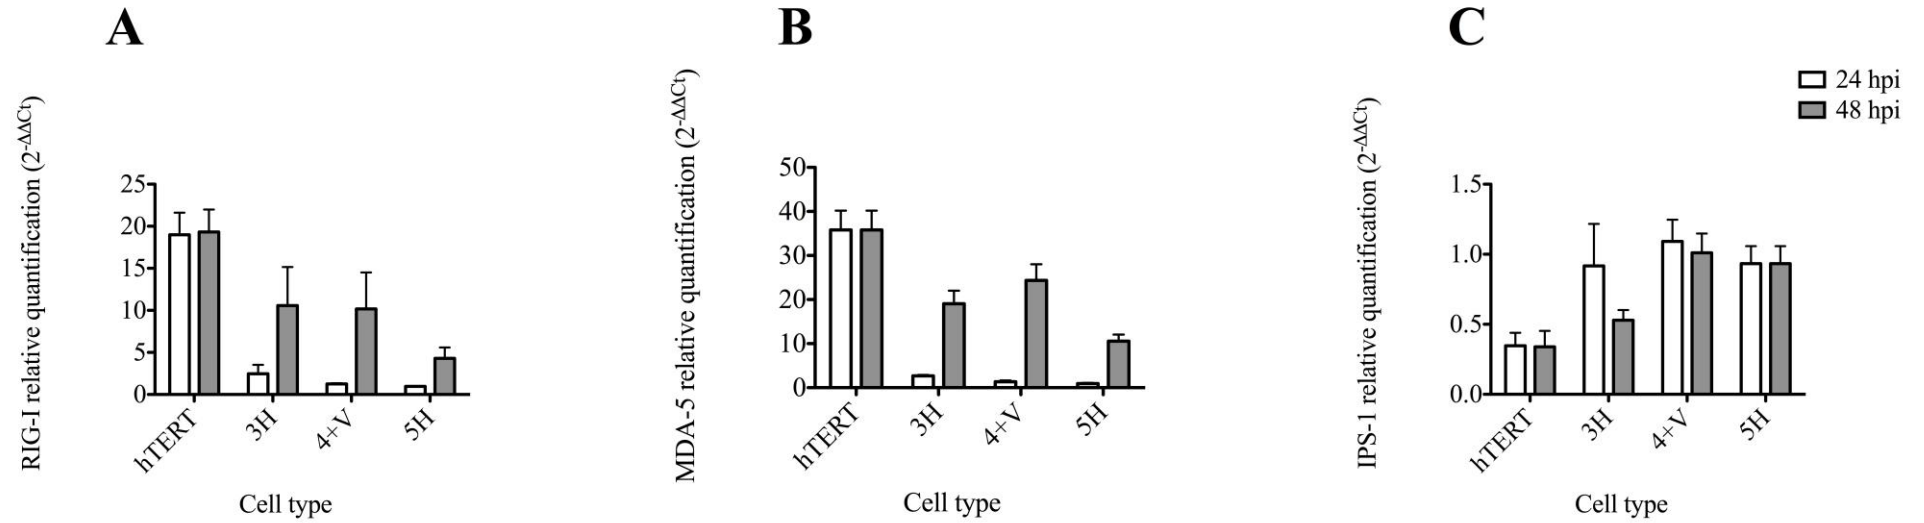 A
RIG-I relative quantification (2-ΔΔCt)
25
20
15
10
5
0
hTERT
3H
4+V
5H
Cell type
B
MDA-5 relative quantification (2-ΔΔCt)
50
40
30
20
10
0
hTERT
3H
4+V
5H
Cell type
C
24 hpi
48 hpi
IPS-1 relative quantification (2-ΔΔCt)
1.5
1.0
0.5
0.0
hTERT
3H
4+V
5H
Cell type